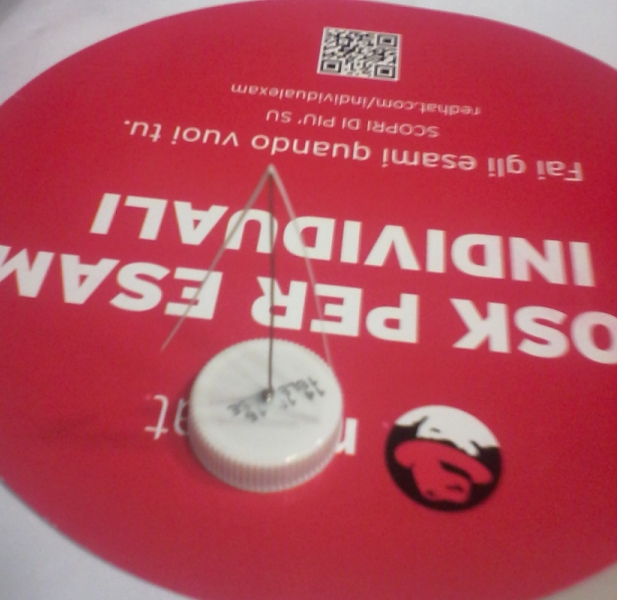 OSK PER ESAM
INDIVIDUALI
Fai gli esami quando vuoi tu.
SCOPRI DI PIU' SU
redhat.com/individualexam